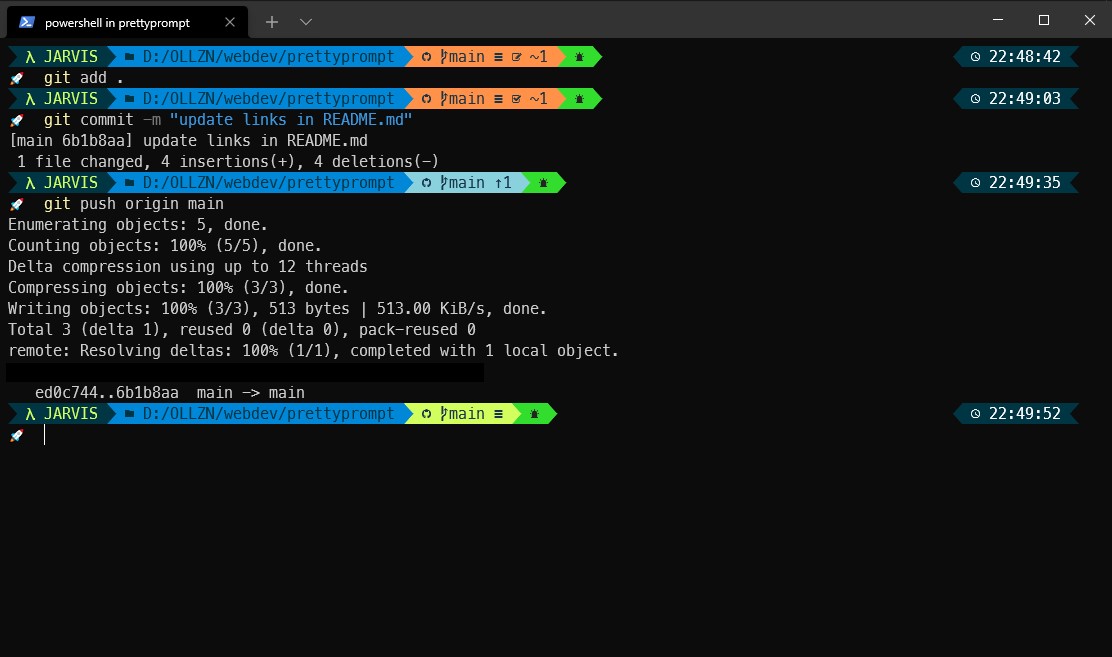 powershell in prettyprompt
λ JARVIS D:/OLLZN/webdev/prettyprompt main ≡ ~1 22:48:42
git add .
λ JARVIS D:/OLLZN/webdev/prettyprompt main ≡ ~1 22:49:03
git commit -m "update links in README.md"
[main 6b1b8aa] update links in README.md
1 file changed, 4 insertions(+), 4 deletions(-)
λ JARVIS D:/OLLZN/webdev/prettyprompt main ↑1 22:49:35
git push origin main
Enumerating objects: 5, done.
Counting objects: 100% (5/5), done.
Delta compression using up to 12 threads
Compressing objects: 100% (3/3), done.
Writing objects: 100% (3/3), 513 bytes | 513.00 KiB/s, done.
Total 3 (delta 1), reused 0 (delta 0), pack-reused 0
remote: Resolving deltas: 100% (1/1), completed with 1 local object.
ed0c744..6b1b8aa  main -> main
λ JARVIS D:/OLLZN/webdev/prettyprompt main ≡ 22:49:52